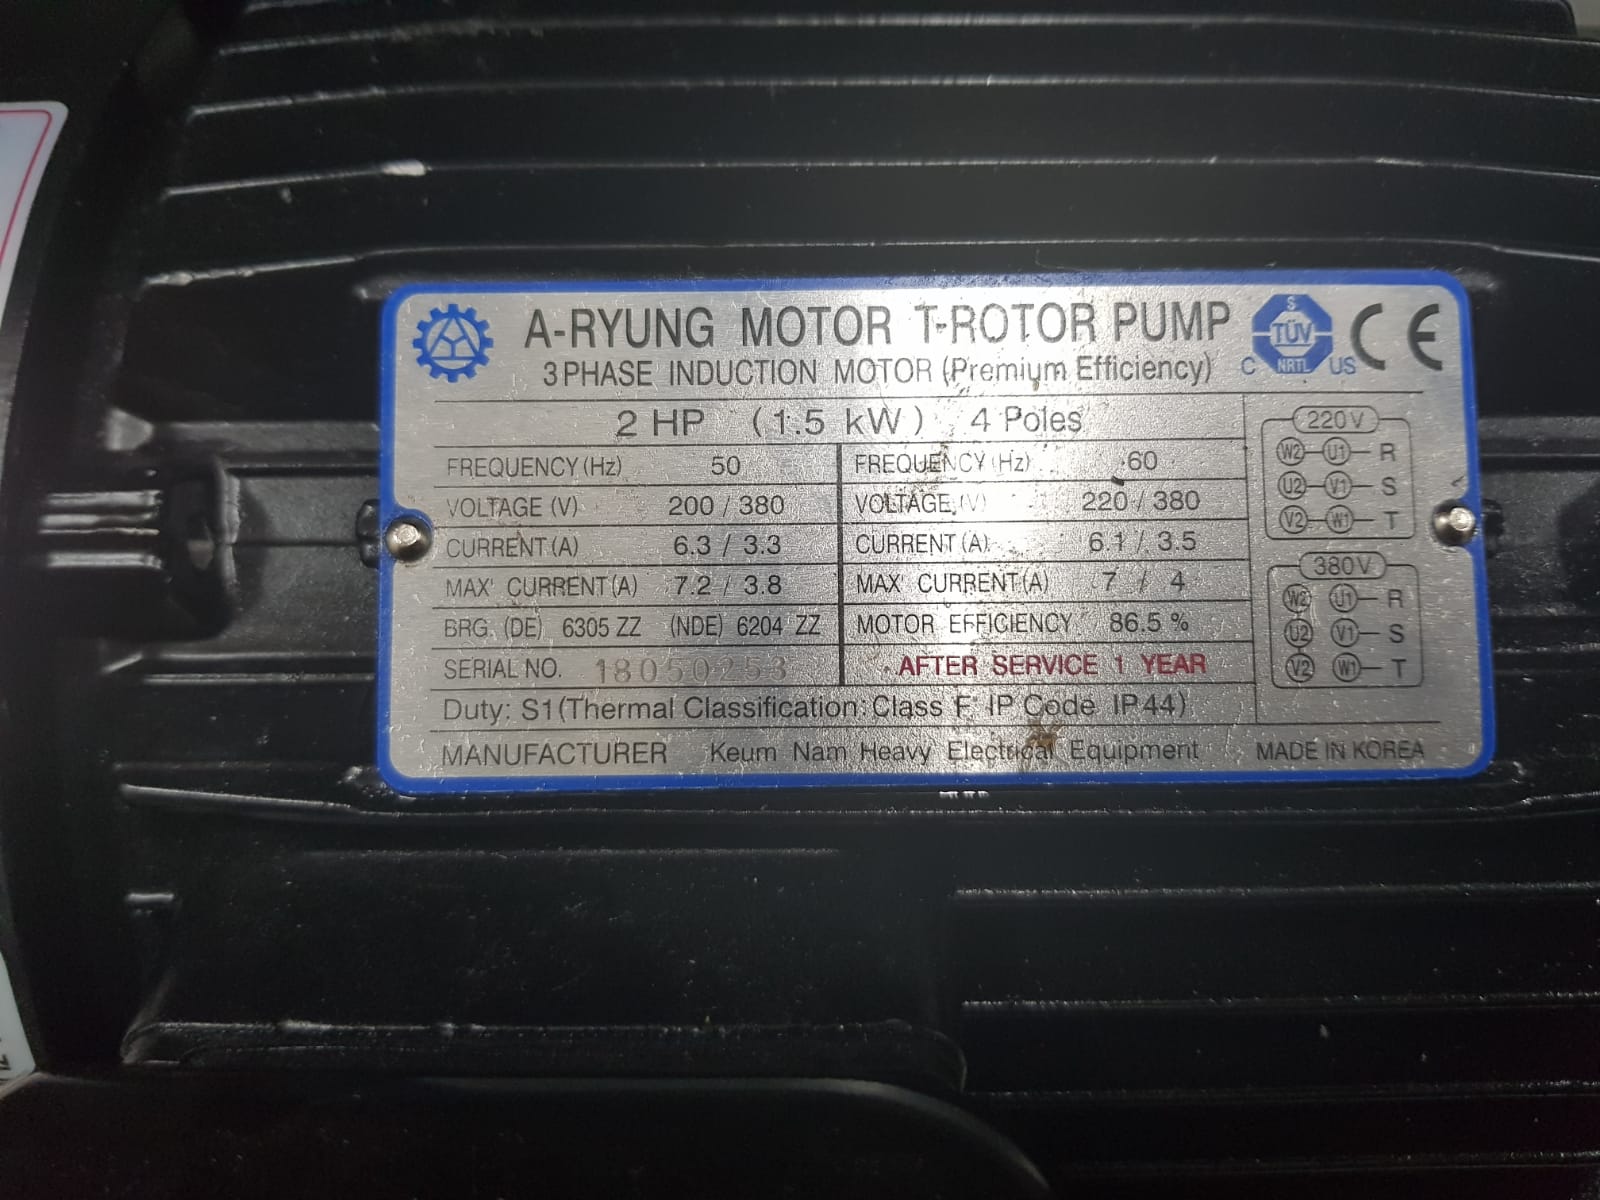 A-RYUNG MOTOR T-ROTOR PUMP
3 PHASE INDUCTION MOTOR (Premium Efficiency)
S
TÜV
C NRTL US
CE
2 HP (1.5 kW) 4 Poles
FREQUENCY (Hz) 50 FREQUENCY (Hz) 60
VOLTAGE (V) 200 / 380 VOLTAGE (V) 220 / 380
CURRENT (A) 6.3 / 3.3 CURRENT (A) 6.1 / 3.5
MAX' CURRENT (A) 7.2 / 3.8 MAX' CURRENT (A) 7 / 4
BRG. (DE) 6305 ZZ (NDE) 6204 ZZ MOTOR EFFICIENCY 86.5 %
SERIAL NO. 18050253 AFTER SERVICE 1 YEAR
Duty: S1 (Thermal Classification: Class F IP Code IP44)
MANUFACTURER Keum Nam Heavy Electrical Equipment MADE IN KOREA
220V
W2 U1 R
U2 V1 S
V2 W1 T
380V
W2 U1 R
U2 V1 S
V2 W1 T